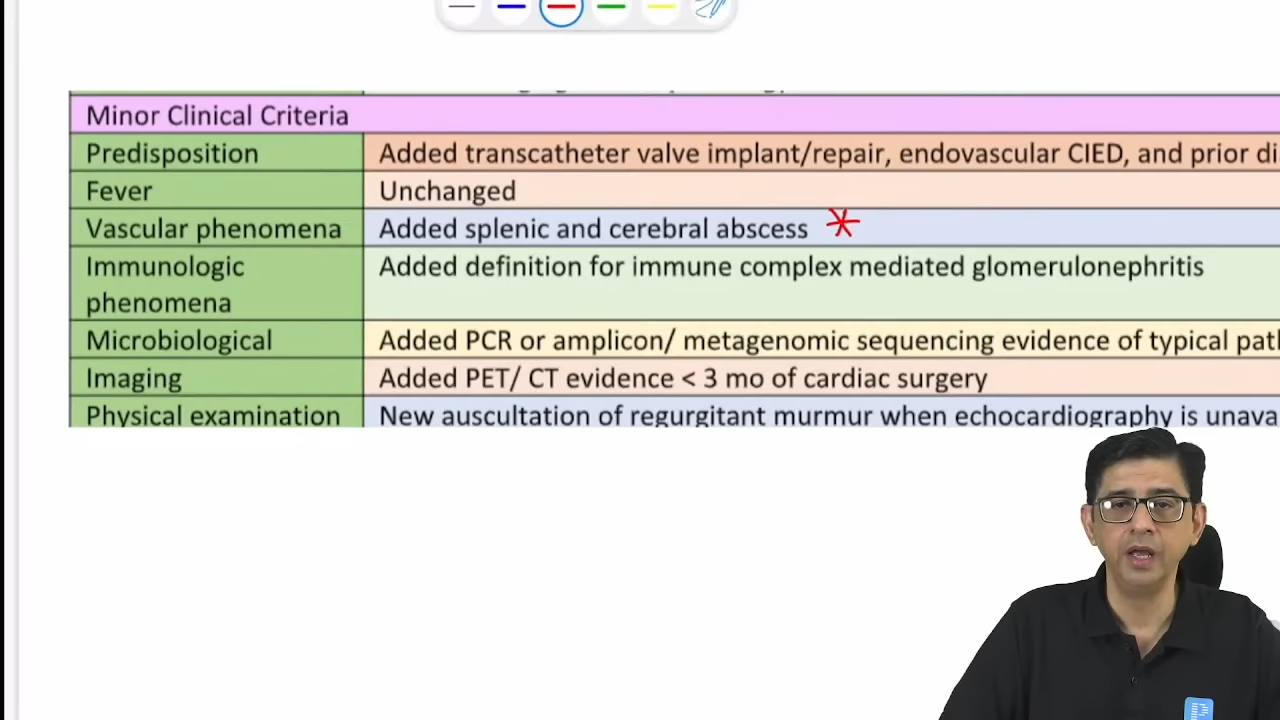 Minor Clinical Criteria
Predisposition Added transcatheter valve implant/repair, endovascular CIED, and prior
Fever Unchanged
Vascular phenomena Added splenic and cerebral abscess *
Immunologic Added definition for immune complex mediated glomerulonephritis
phenomena
Microbiological Added PCR or amplicon/ metagenomic sequencing evidence of typical
Imaging Added PET/ CT evidence < 3 mo of cardiac surgery
Physical examination New auscultation of regurgitant murmur when echocardiography is